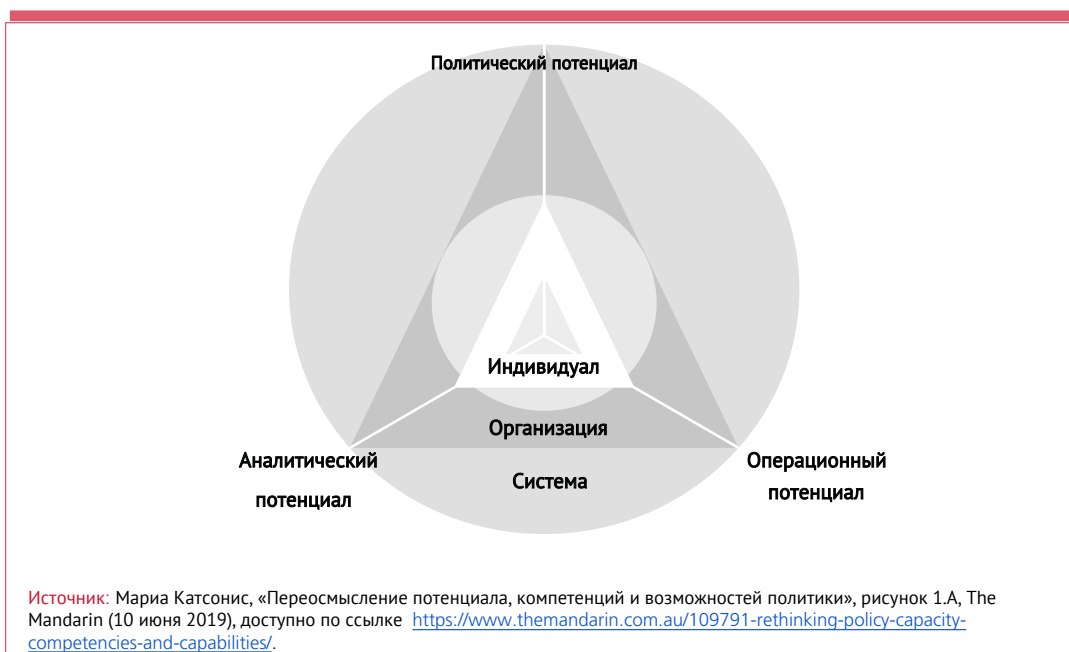 Политический потенциал
Индивидуал
Организация
Аналитический
потенциал
Система
Операционный
потенциал
Источник: Мариа Катсонис, «Переосмысление потенциала, компетенций и возможностей политики», рисунок 1.А, The
Mandarin (10 июня 2019), доступно по ссылке https://www.themandarin.com.au/109791-rethinking-policy-capacity-
competencies-and-capabilities/.